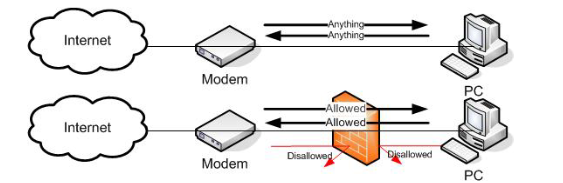 Anything
Internet
Anything
Modem
PC
Allowed
Internet
Allowed
Disallowed
Disallowed
Modem
PC